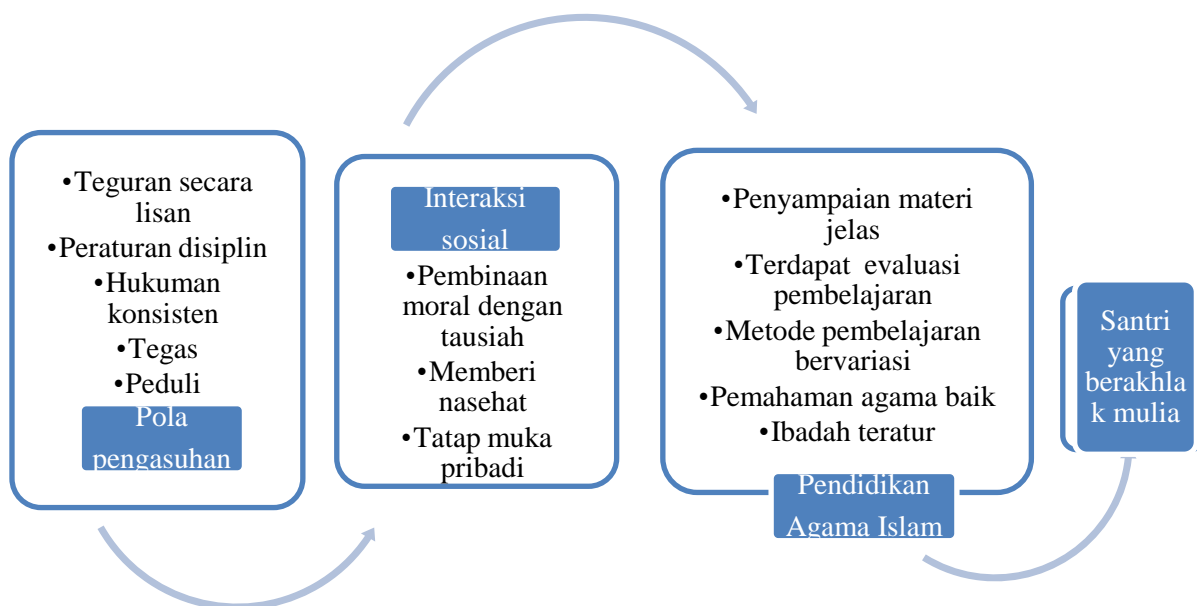 •Teguran secara
lisan
•Peraturan disiplin
•Hukuman
konsisten
•Tegas
•Peduli
Pola
pengasuhan
Interaksi
sosial
•Pembinaan
moral dengan
tausiah
•Memberi
nasehat
•Tatap muka
pribadi
•Penyampaian materi
jelas
•Terdapat evaluasi
pembelajaran
•Metode pembelajaran
bervariasi
•Pemahaman agama baik
•Ibadah teratur
Pendidikan
Agama Islam
Santri
yang
berakhla
k mulia